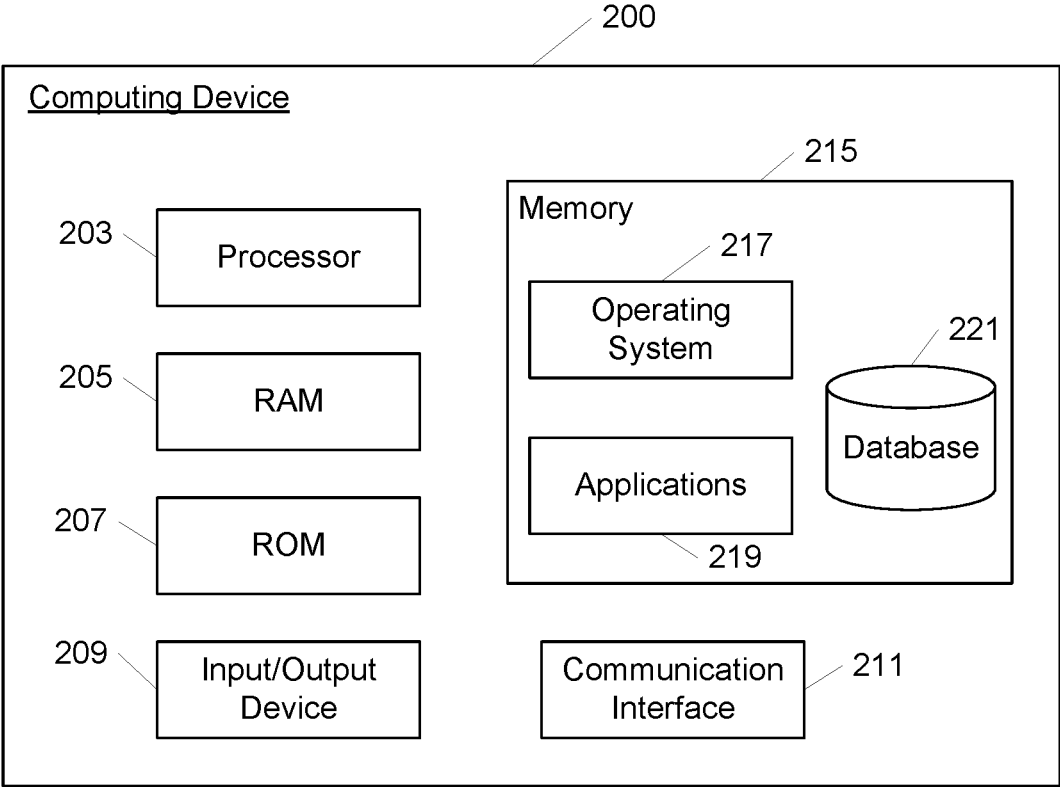 200
Computing Device
215
Memory
203
Processor
217
Operating
System
221
Database
205
RAM
Applications
219
207
ROM
209
Input/Output
Device
Communication
Interface
211